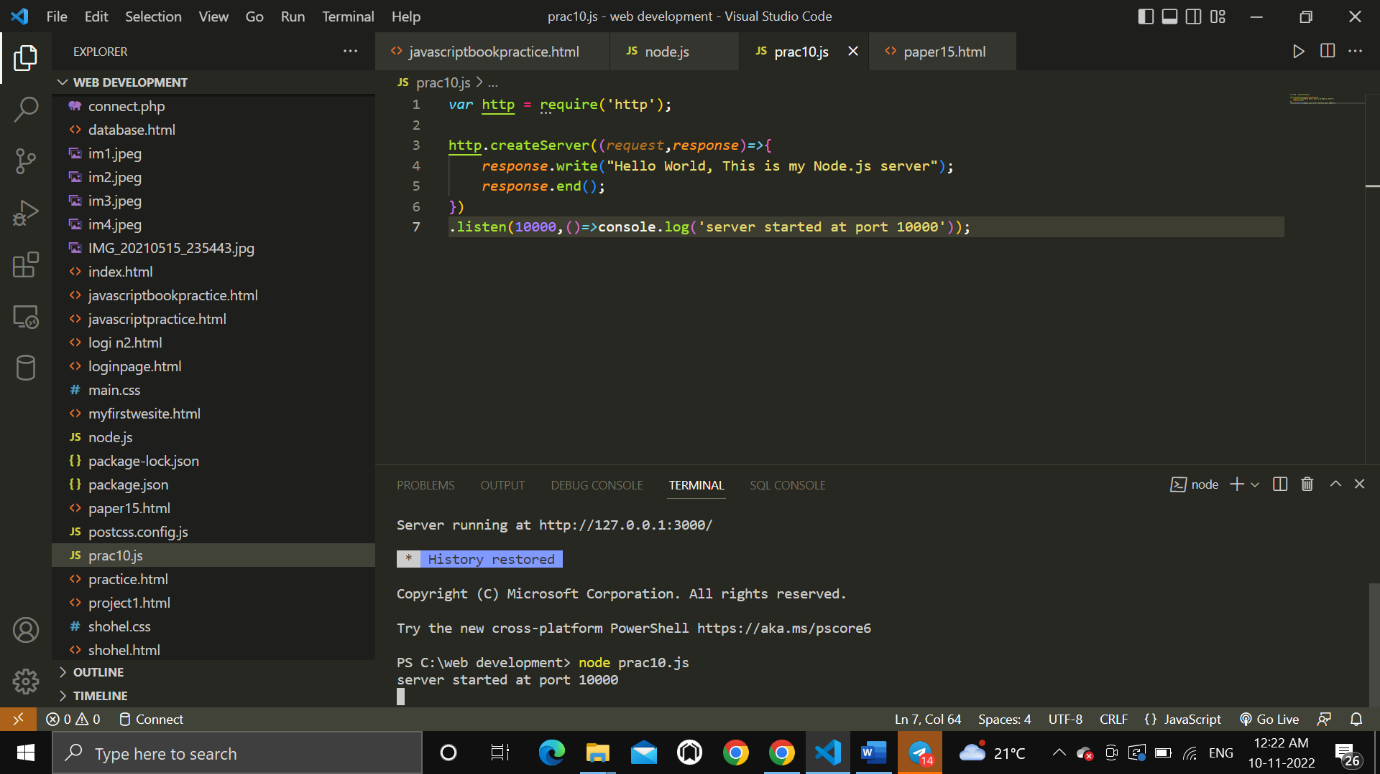 File Edit Selection View Go Run Terminal Help prac10.js - web development - Visual Studio Code
EXPLORER
WEB DEVELOPMENT
connect.php
database.html
im1.jpeg
im2.jpeg
im3.jpeg
im4.jpeg
IMG_20210515_235443.jpg
index.html
javascriptbookpractice.html
javascriptpractice.html
logi n2.html
loginpage.html
# main.css
myfirstwesite.html
JS node.js
{} package-lock.json
{} package.json
paper15.html
JS postcss.config.js
JS prac10.js
practice.html
project1.html
# shohel.css
shohel.html
OUTLINE
TIMELINE
<> javascriptbookpractice.html JS node.js JS prac10.js <> paper15.html
JS prac10.js > ...
1 var http = require('http');
2
3 http.createServer((request,response)=>{
4 response.write("Hello World, This is my Node.js server");
5 response.end();
6 })
7 .listen(10000,()=>console.log('server started at port 10000'));
PROBLEMS OUTPUT DEBUG CONSOLE TERMINAL SQL CONSOLE node
Server running at http://127.0.0.1:3000/
* History restored
Copyright (C) Microsoft Corporation. All rights reserved.
Try the new cross-platform PowerShell https://aka.ms/pscore6
PS C:\web development> node prac10.js
server started at port 10000
0 0 Connect Ln 7, Col 64 Spaces: 4 UTF-8 CRLF {} JavaScript Go Live
Type here to search 14 21°C ENG 12:22 AM
10-11-2022 26